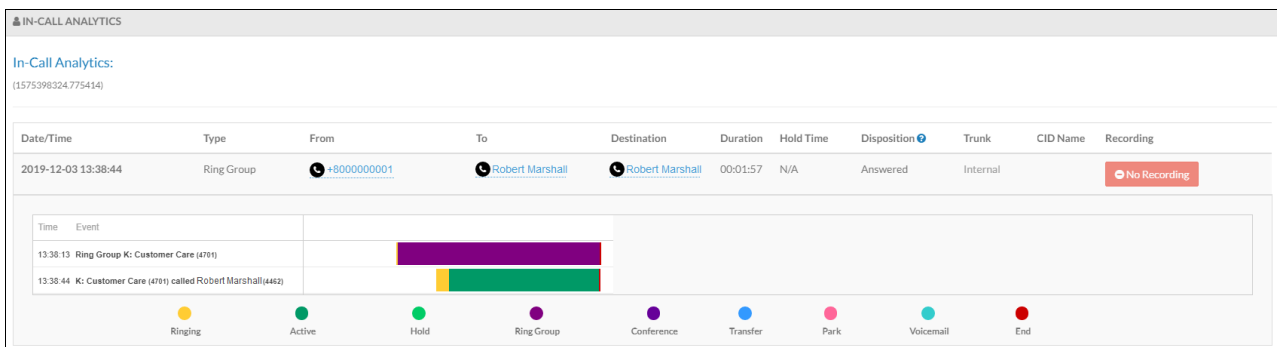 IN-CALL ANALYTICS
In-Call Analytics:
(1575398324.775414)
Date/Time Type From To Destination Duration Hold Time Disposition Trunk CID Name Recording
2019-12-03 13:38:44 Ring Group +8000000001 Robert Marshall Robert Marshall 00:01:57 N/A Answered Internal No Recording
Time Event
13:38:13 Ring Group K: Customer Care (4701)
13:38:44 K: Customer Care (4701) called Robert Marshall(4462)
Ringing Active Hold Ring Group Conference Transfer Park Voicemail End